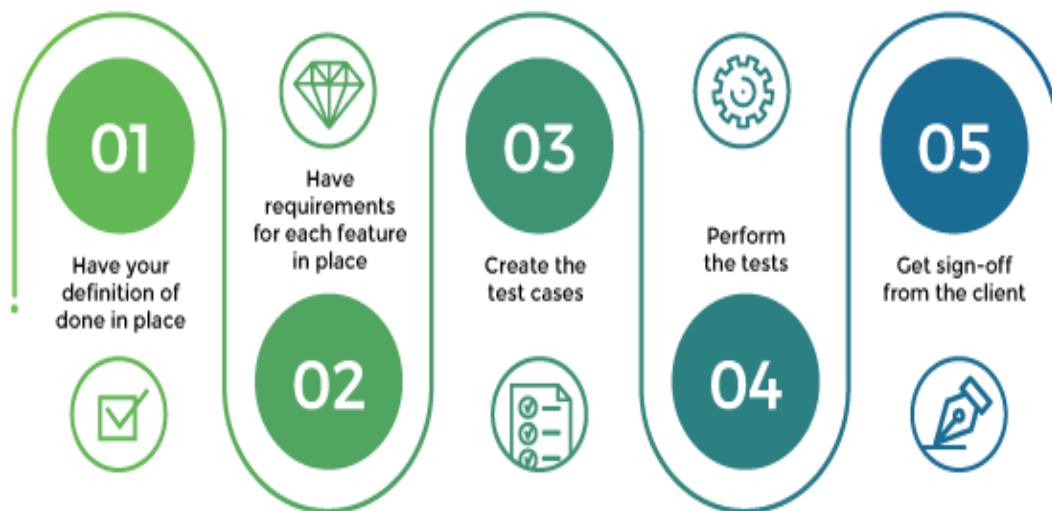 01
Have your
definition of
done in place
02
Have
requirements
for each feature
in place
03
Create the
test cases
04
Perform
the tests
05
Get sign-off
from the client